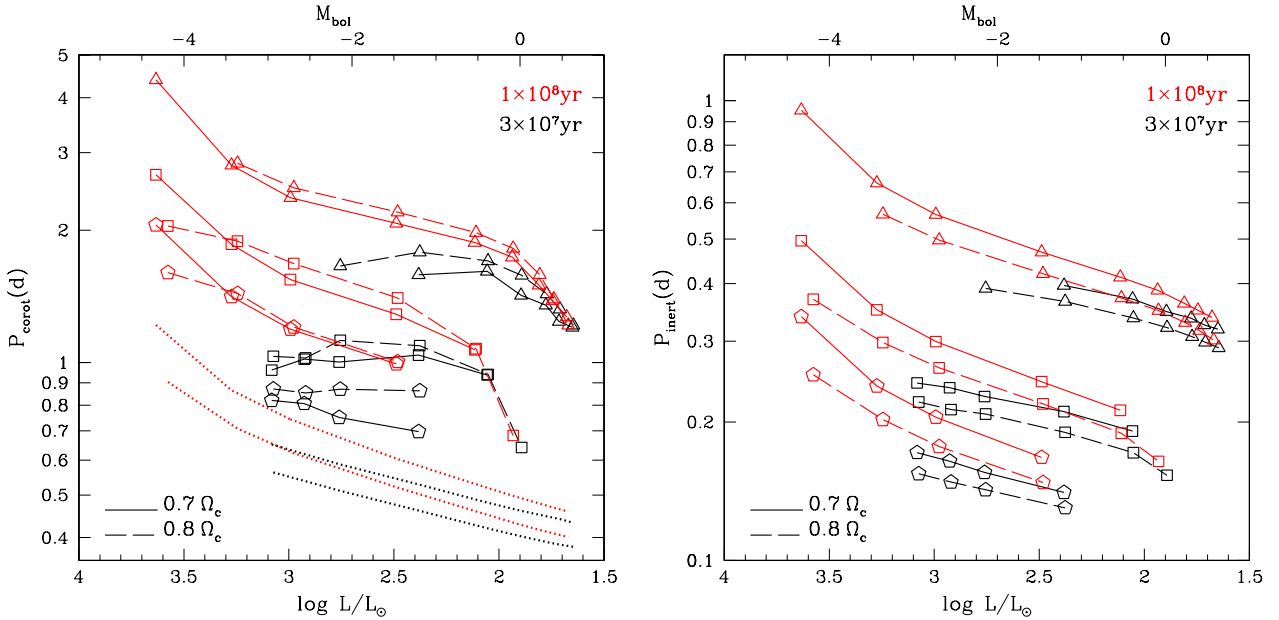 M_bol
−4 −2 0
5
4
3
2
1
0.9
0.8
0.7
0.6
0.5
0.4
P_corot(d)
1×10⁸yr
3×10⁷yr
0.7 Ω_c
0.8 Ω_c
4 3.5 3 2.5 2 1.5
log L/L_⊙
M_bol
−4 −2 0
1
0.9
0.8
0.7
0.6
0.5
0.4
0.3
0.2
0.1
P_inert(d)
1×10⁸yr
3×10⁷yr
0.7 Ω_c
0.8 Ω_c
4 3.5 3 2.5 2 1.5
log L/L_⊙